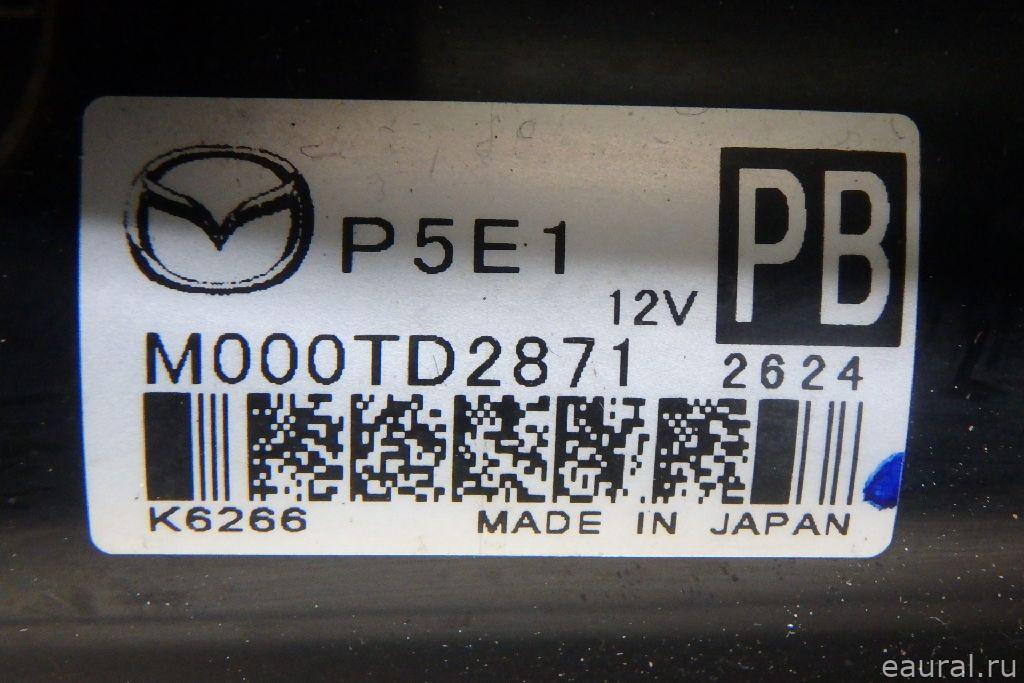 P5E1
PB
12V
M000TD2871
2624
K6266
MADE IN JAPAN
eaural.ru